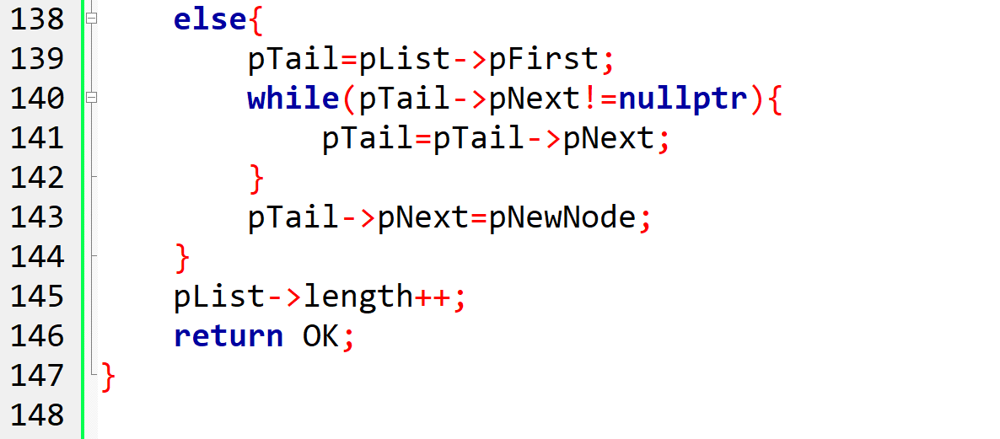 138 else{
139 pTail=pList->pFirst;
140 while(pTail->pNext!=nullptr){
141 pTail=pTail->pNext;
142 }
143 pTail->pNext=pNewNode;
144 }
145 pList->length++;
146 return OK;
147 }
148